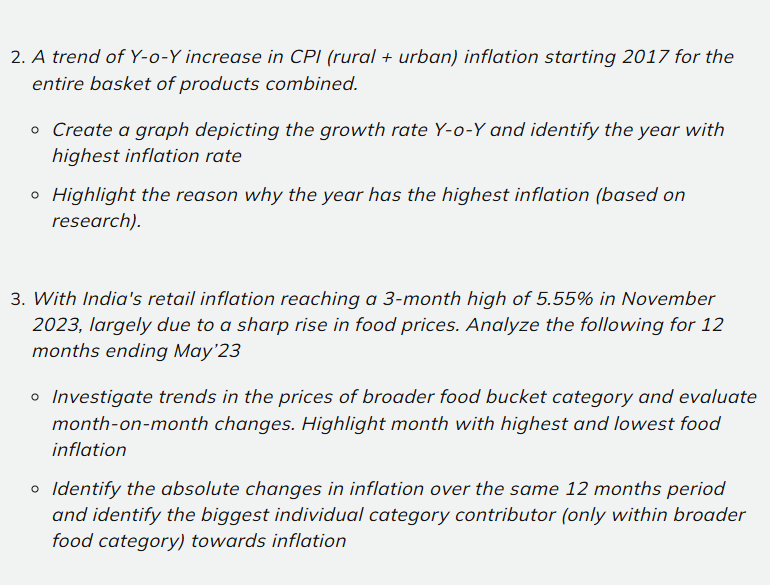 2. A trend of Y-o-Y increase in CPI (rural + urban) inflation starting 2017 for the
entire basket of products combined.
Create a graph depicting the growth rate Y-o-Y and identify the year with
highest inflation rate
Highlight the reason why the year has the highest inflation (based on
research).
3. With India's retail inflation reaching a 3-month high of 5.55% in November
2023, largely due to a sharp rise in food prices. Analyze the following for 12
months ending May'23
Investigate trends in the prices of broader food bucket category and evaluate
month-on-month changes. Highlight month with highest and lowest food
inflation
Identify the absolute changes in inflation over the same 12 months period
and identify the biggest individual category contributor (only within broader
food category) towards inflation